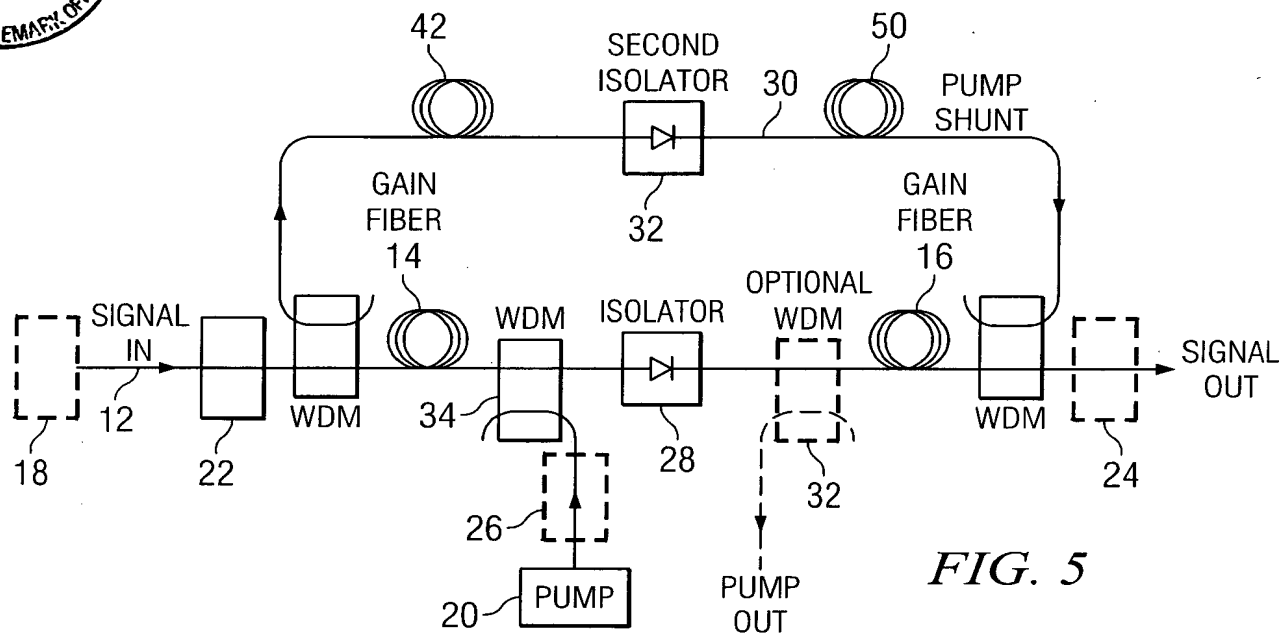 42
SECOND
ISOLATOR
30
50
PUMP
SHUNT
32
GAIN
FIBER
14
GAIN
FIBER
16
SIGNAL
IN
12
18
22
WDM
WDM
34
ISOLATOR
28
OPTIONAL
WDM
32
WDM
24
SIGNAL
OUT
26
20
PUMP
PUMP
OUT
FIG. 5